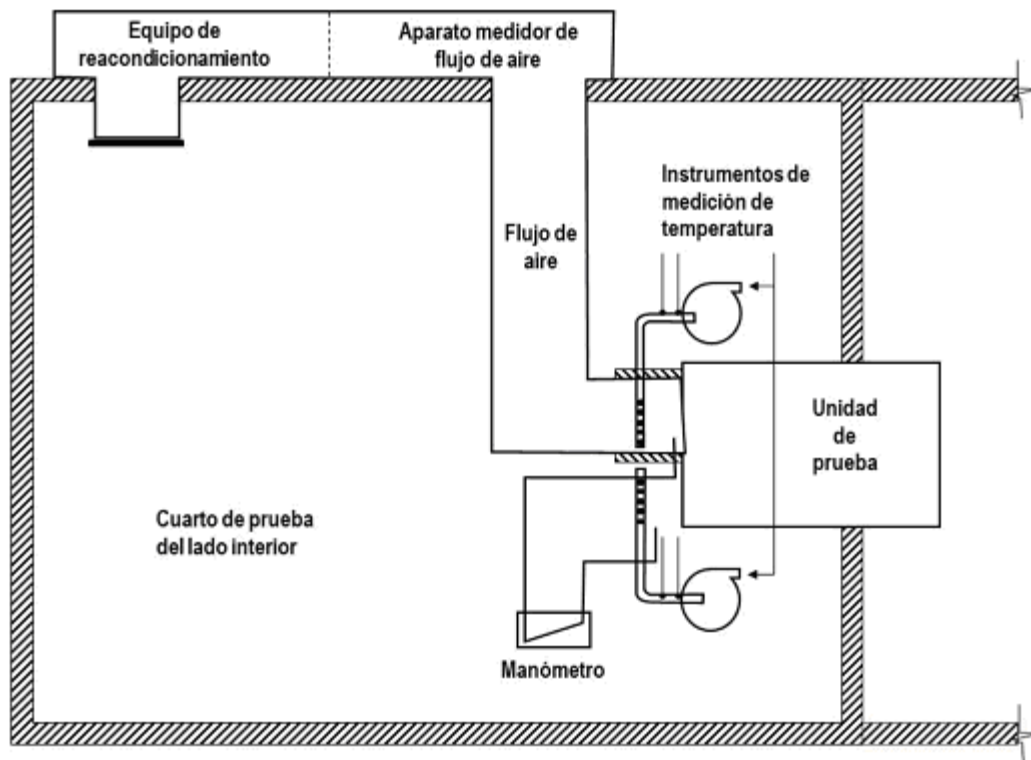 Equipo de
reacondicionamiento
Aparato medidor de
flujo de aire
Instrumentos de
medición de
temperatura
Flujo de
aire
Unidad
de
prueba
Cuarto de prueba
del lado interior
Manómetro